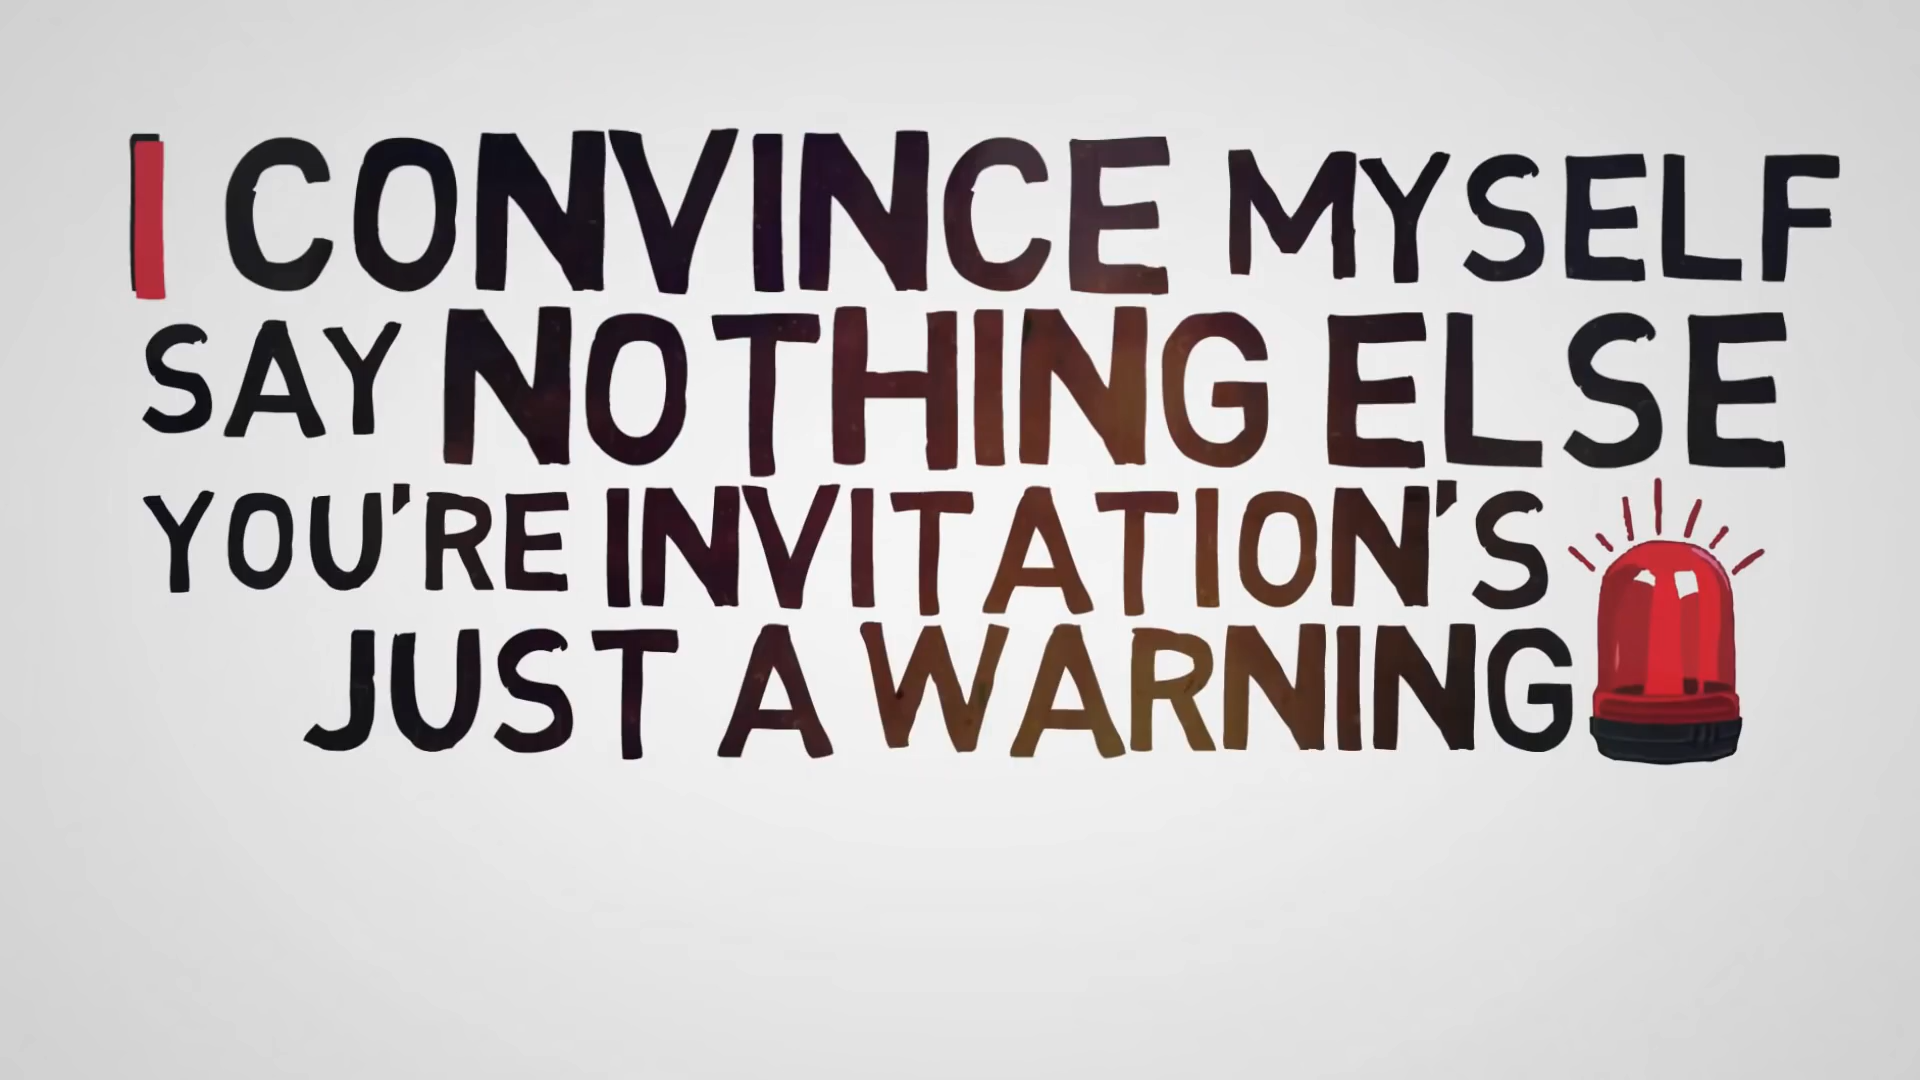 I CONVINCE MYSELF
SAY NOTHING ELSE
YOU'RE INVITATION'S
JUST A WARNING